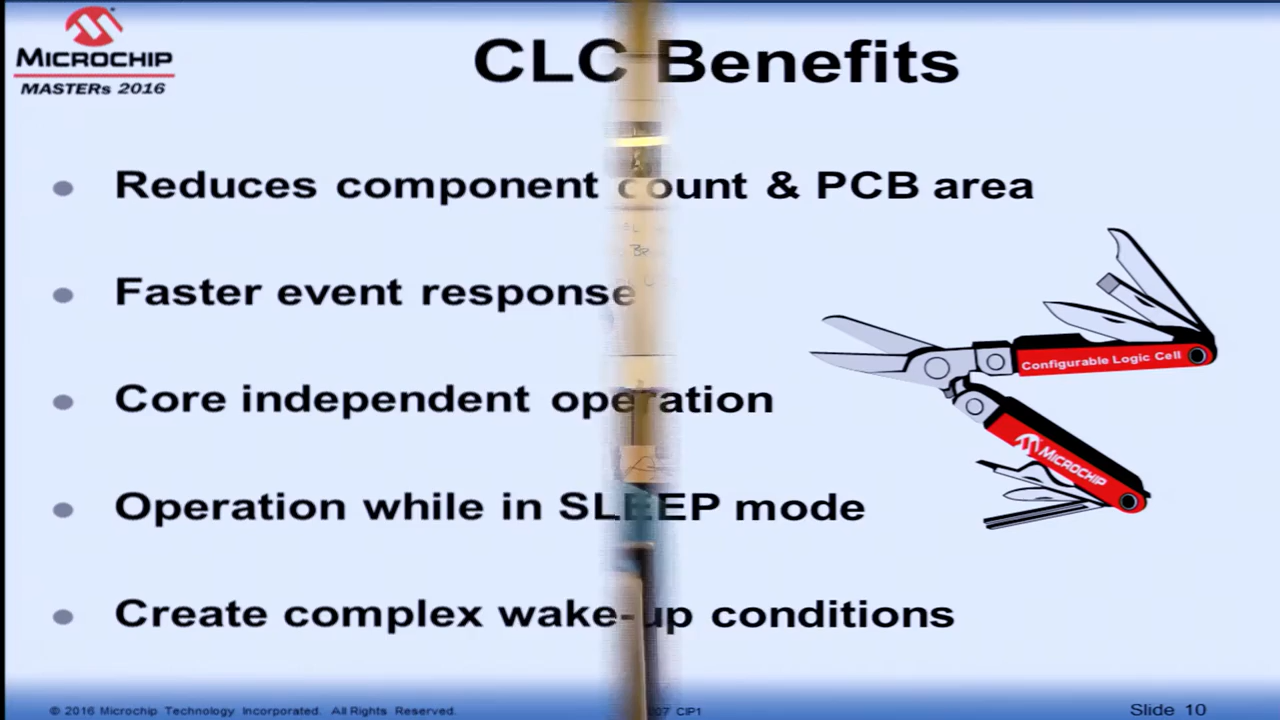 MICROCHIP
MASTERs 2016
CLC Benefits
Reduces component count & PCB area
Faster event response
Core independent operation
Operation while in SLEEP mode
Create complex wake-up conditions
Configurable Logic Cell
MICROCHIP
© 2016 Microchip Technology Incorporated. All Rights Reserved.
CIP1
Slide 10